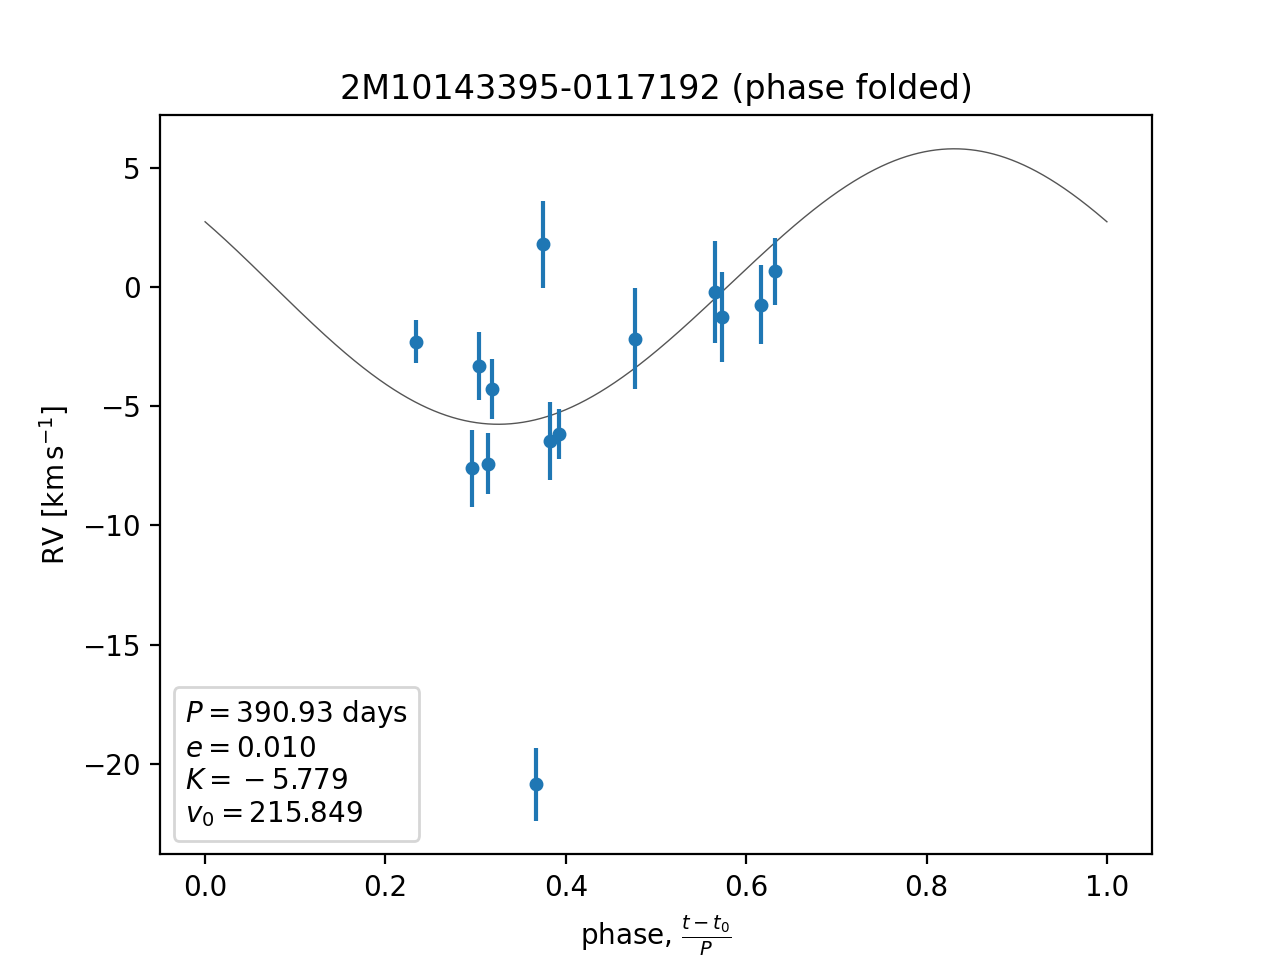 2M10143395-0117192 (phase folded)
RV [km s⁻¹]
5
0
−5
−10
−15
−20
P = 390.93 days
e = 0.010
K = −5.779
v₀ = 215.849
0.0 0.2 0.4 0.6 0.8 1.0
phase, (t − t₀)/P